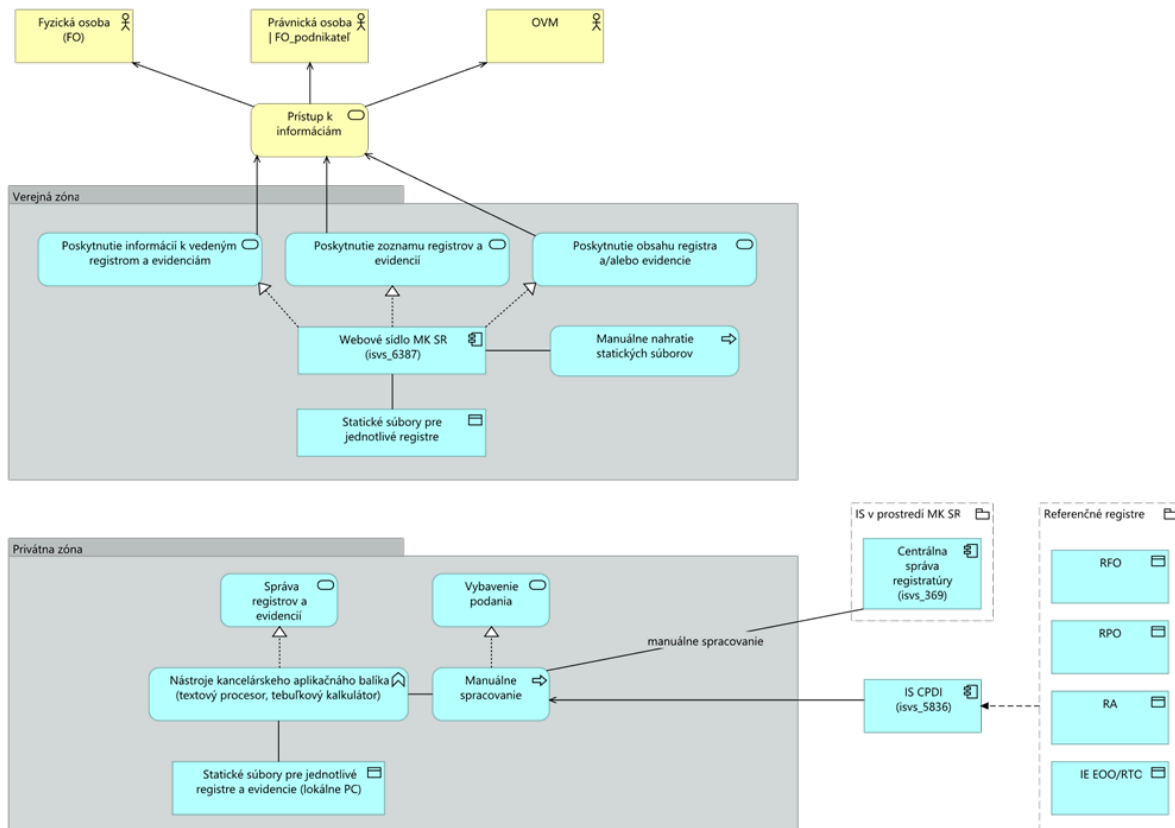 Fyzická osoba
(FO)
Právnická osoba
| FO_podnikateľ
OVM
Prístup k
informáciám
Verejná zóna
Poskytnutie informácií k vedeným
registrom a evidenciám
Poskytnutie zoznamu registrov a
evidencií
Poskytnutie obsahu registra
a/alebo evidencie
Webové sídlo MK SR
(isvs_6387)
Manuálne nahratie
statických súborov
Statické súbory pre
jednotlivé registre
IS v prostredí MK SR
Referenčné registre
Privátna zóna
Centrálna
správa
registratúry
(isvs_369)
RFO
Správa
registrov a
evidencií
Vybavenie
podania
manuálne spracovanie
RPO
Nástroje kancelárskeho aplikačného balíka
(textový procesor, tebuľkový kalkulátor)
Manuálne
spracovanie
IS CPDI
(isvs_5836)
RA
Statické súbory pre jednotlivé
registre a evidencie (lokálne PC)
IE EOO/RTC